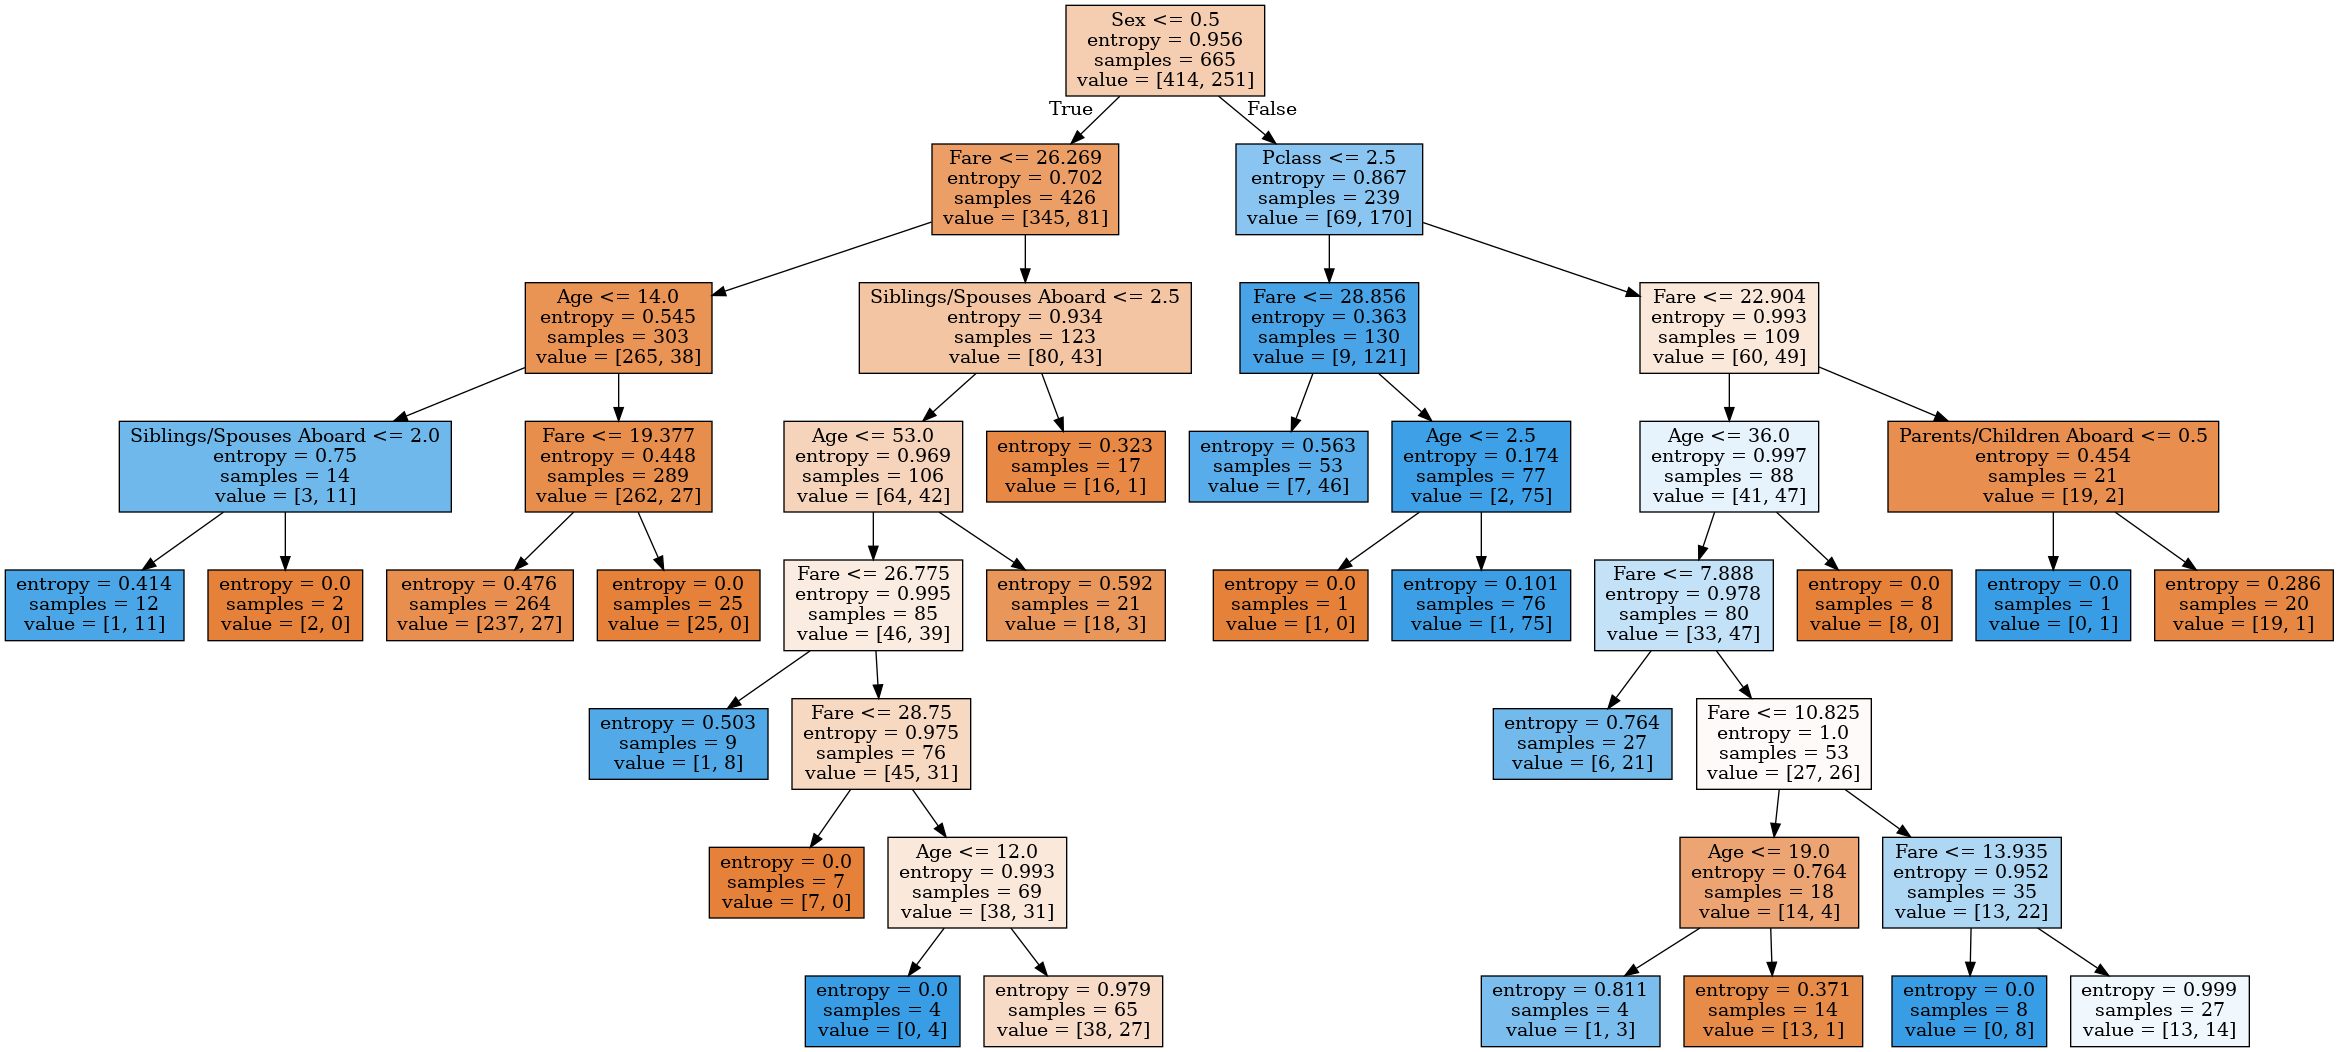 Sex <= 0.5
entropy = 0.956
samples = 665
value = [414, 251]
True
False
Fare <= 26.269
entropy = 0.702
samples = 426
value = [345, 81]
Pclass <= 2.5
entropy = 0.867
samples = 239
value = [69, 170]
Age <= 14.0
entropy = 0.545
samples = 303
value = [265, 38]
Siblings/Spouses Aboard <= 2.5
entropy = 0.934
samples = 123
value = [80, 43]
Fare <= 28.856
entropy = 0.363
samples = 130
value = [9, 121]
Fare <= 22.904
entropy = 0.993
samples = 109
value = [60, 49]
Siblings/Spouses Aboard <= 2.0
entropy = 0.75
samples = 14
value = [3, 11]
Fare <= 19.377
entropy = 0.448
samples = 289
value = [262, 27]
Age <= 53.0
entropy = 0.969
samples = 106
value = [64, 42]
entropy = 0.323
samples = 17
value = [16, 1]
entropy = 0.563
samples = 53
value = [7, 46]
Age <= 2.5
entropy = 0.174
samples = 77
value = [2, 75]
Age <= 36.0
entropy = 0.997
samples = 88
value = [41, 47]
Parents/Children Aboard <= 0.5
entropy = 0.454
samples = 21
value = [19, 2]
entropy = 0.414
samples = 12
value = [1, 11]
entropy = 0.0
samples = 2
value = [2, 0]
entropy = 0.476
samples = 264
value = [237, 27]
entropy = 0.0
samples = 25
value = [25, 0]
Fare <= 26.775
entropy = 0.995
samples = 85
value = [46, 39]
entropy = 0.592
samples = 21
value = [18, 3]
entropy = 0.0
samples = 1
value = [1, 0]
entropy = 0.101
samples = 76
value = [1, 75]
Fare <= 7.888
entropy = 0.978
samples = 80
value = [33, 47]
entropy = 0.0
samples = 8
value = [8, 0]
entropy = 0.0
samples = 1
value = [0, 1]
entropy = 0.286
samples = 20
value = [19, 1]
entropy = 0.503
samples = 9
value = [1, 8]
Fare <= 28.75
entropy = 0.975
samples = 76
value = [45, 31]
entropy = 0.764
samples = 27
value = [6, 21]
Fare <= 10.825
entropy = 1.0
samples = 53
value = [27, 26]
entropy = 0.0
samples = 7
value = [7, 0]
Age <= 12.0
entropy = 0.993
samples = 69
value = [38, 31]
Age <= 19.0
entropy = 0.764
samples = 18
value = [14, 4]
Fare <= 13.935
entropy = 0.952
samples = 35
value = [13, 22]
entropy = 0.0
samples = 4
value = [0, 4]
entropy = 0.979
samples = 65
value = [38, 27]
entropy = 0.811
samples = 4
value = [1, 3]
entropy = 0.371
samples = 14
value = [13, 1]
entropy = 0.0
samples = 8
value = [0, 8]
entropy = 0.999
samples = 27
value = [13, 14]